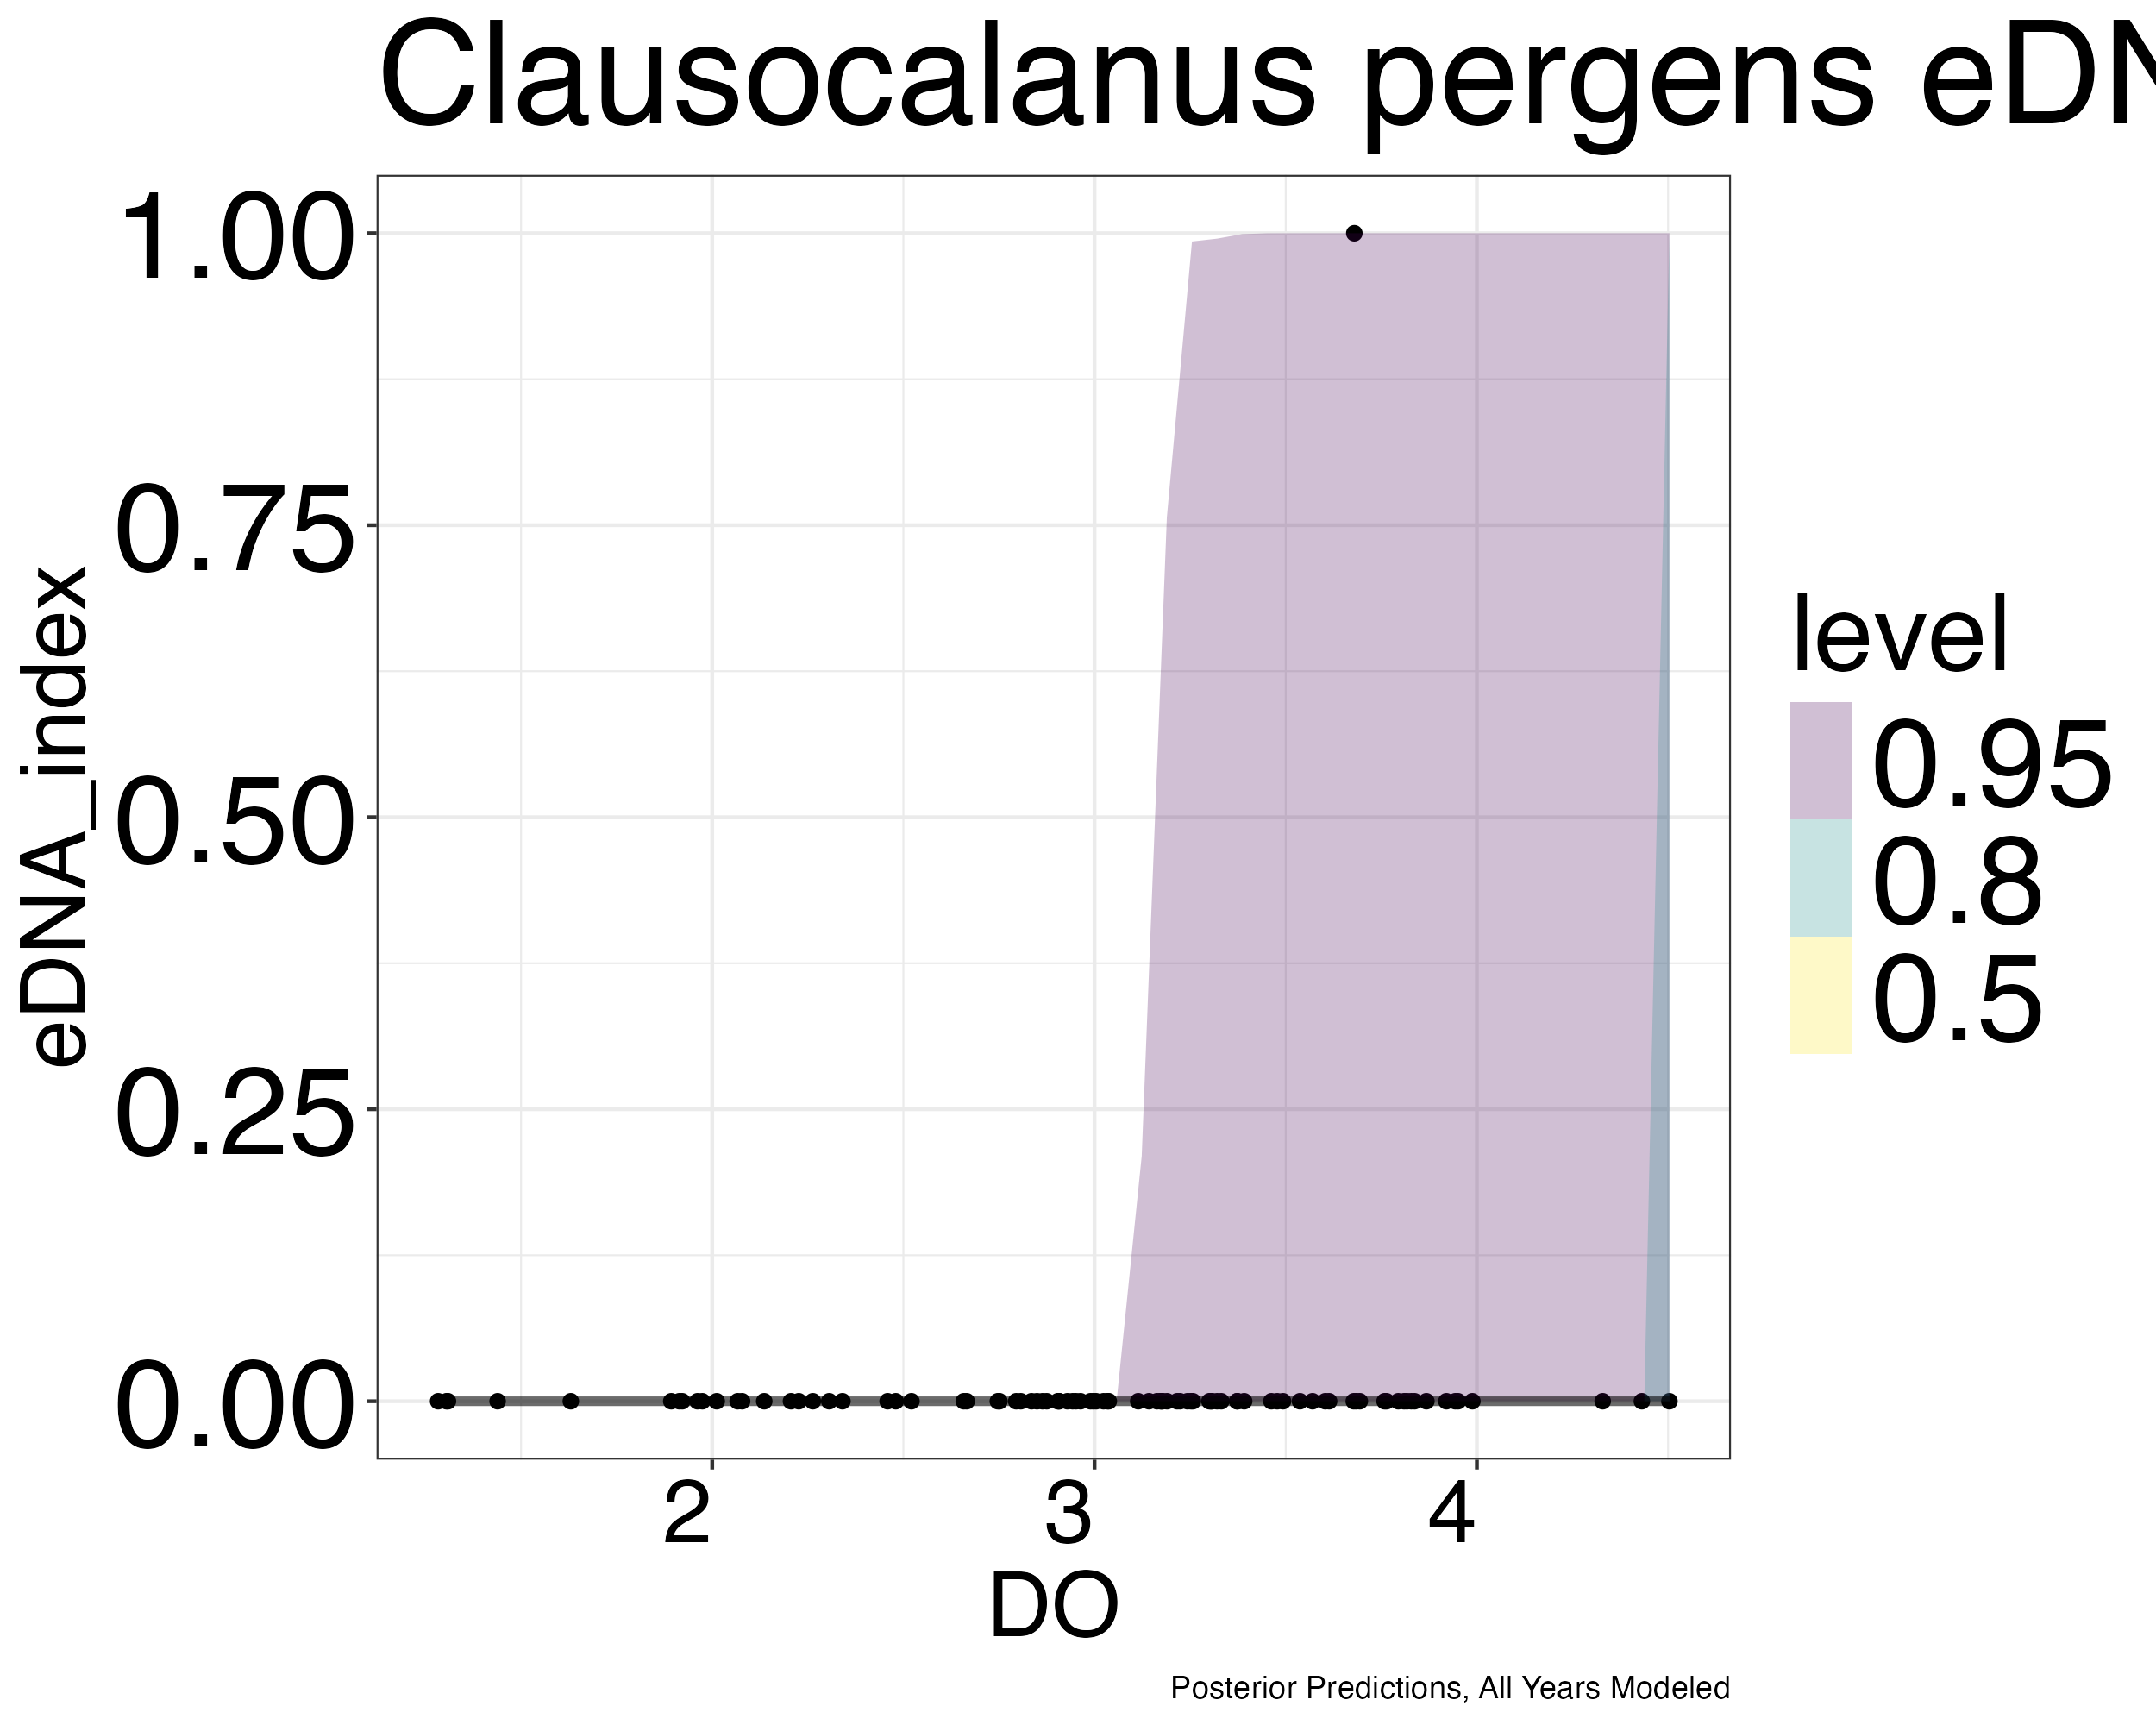 Clausocalanus pergens eDN
1.00
0.75
0.50
0.25
0.00
eDNA_index
2 3 4
DO
level
0.95
0.8
0.5
Posterior Predictions, All Years Modeled